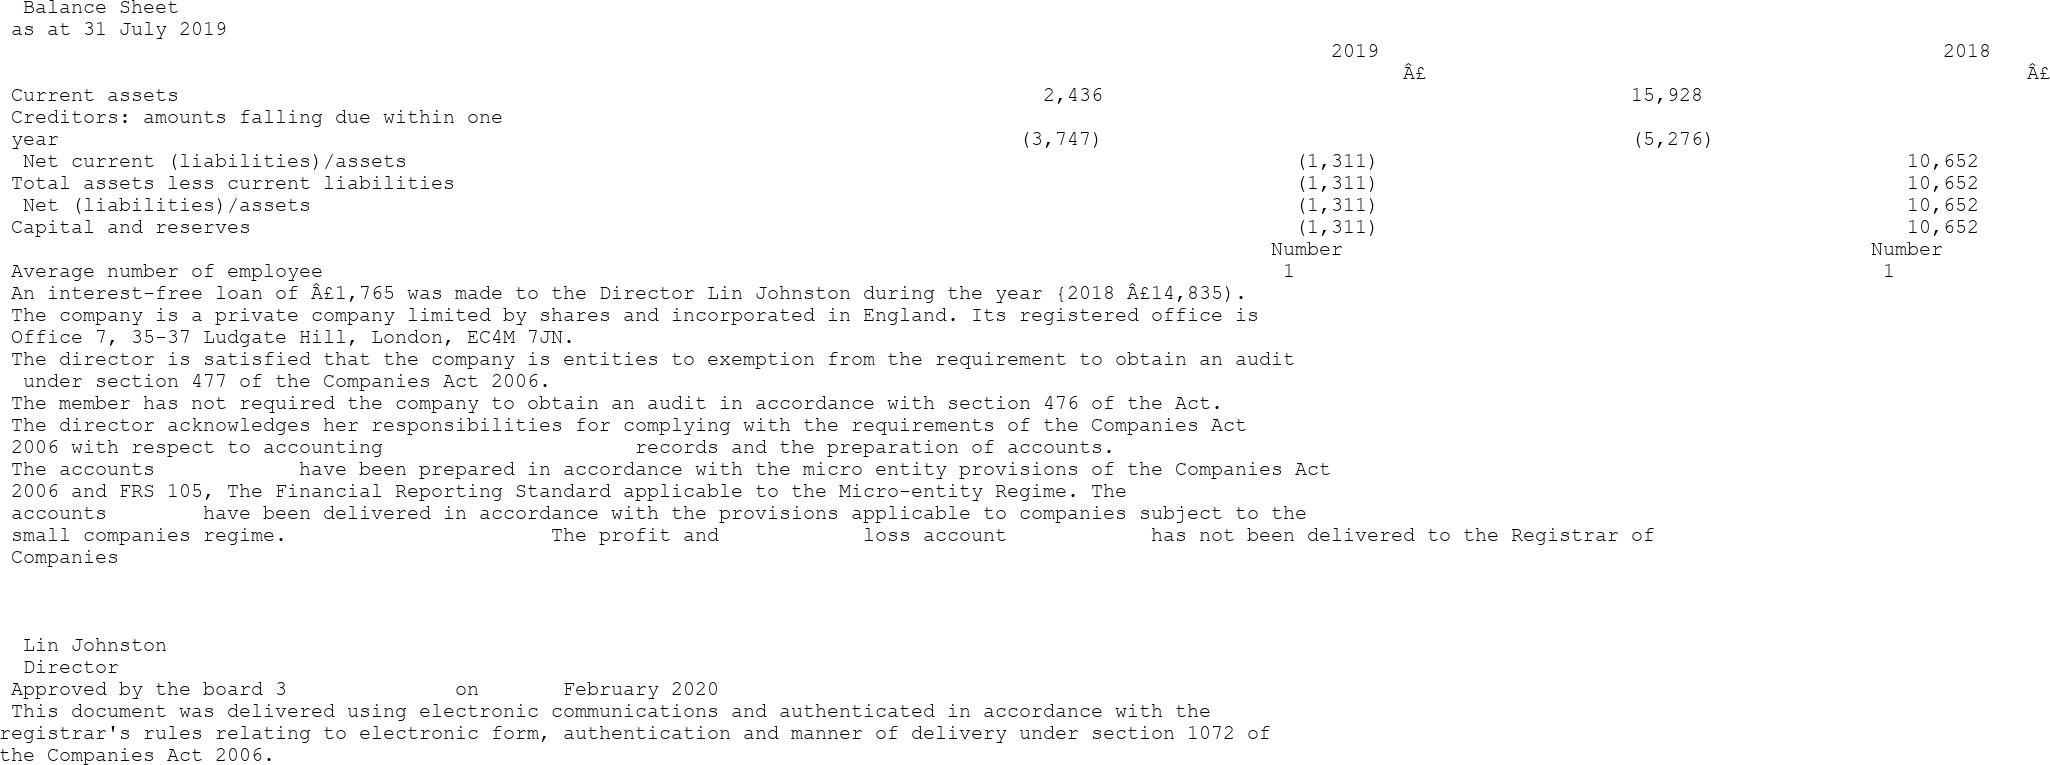 Balance Sheet
as at 31 July 2019
2019 2018
Â£ Â£
Current assets 2,436 15,928
Creditors: amounts falling due within one
year (3,747) (5,276)
Net current (liabilities)/assets (1,311) 10,652
Total assets less current liabilities (1,311) 10,652
Net (liabilities)/assets (1,311) 10,652
Capital and reserves (1,311) 10,652
Number Number
Average number of employee 1 1
An interest-free loan of Â£1,765 was made to the Director Lin Johnston during the year {2018 Â£14,835).
The company is a private company limited by shares and incorporated in England. Its registered office is
Office 7, 35-37 Ludgate Hill, London, EC4M 7JN.
The director is satisfied that the company is entities to exemption from the requirement to obtain an audit
under section 477 of the Companies Act 2006.
The member has not required the company to obtain an audit in accordance with section 476 of the Act.
The director acknowledges her responsibilities for complying with the requirements of the Companies Act
2006 with respect to accounting records and the preparation of accounts.
The accounts have been prepared in accordance with the micro entity provisions of the Companies Act
2006 and FRS 105, The Financial Reporting Standard applicable to the Micro-entity Regime. The
accounts have been delivered in accordance with the provisions applicable to companies subject to the
small companies regime. The profit and loss account has not been delivered to the Registrar of
Companies
Lin Johnston
Director
Approved by the board 3 on February 2020
This document was delivered using electronic communications and authenticated in accordance with the
registrar's rules relating to electronic form, authentication and manner of delivery under section 1072 of
the Companies Act 2006.